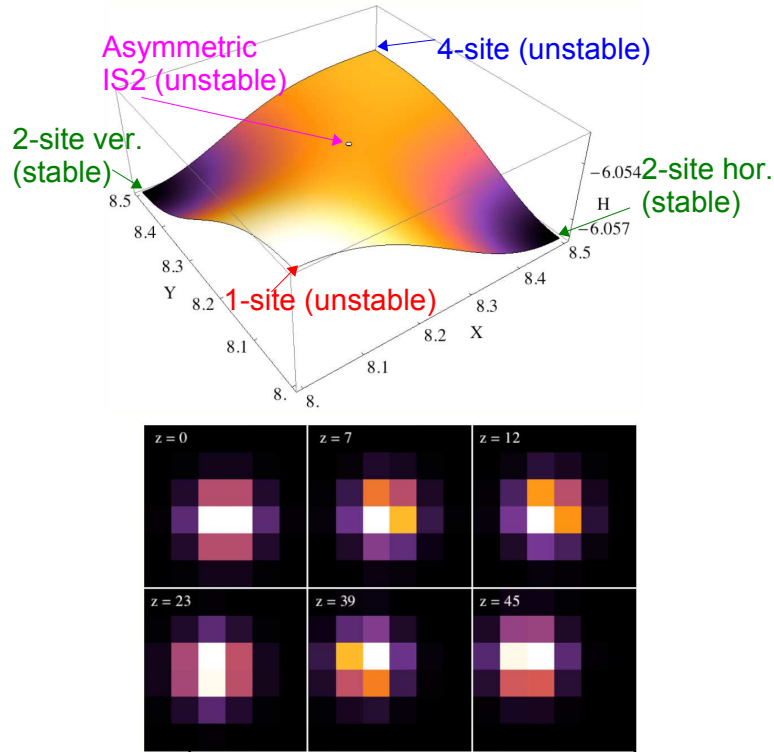 Asymmetric
IS2 (unstable)
4-site (unstable)
2-site ver.
(stable)
2-site hor.
(stable)
1-site (unstable)
−6.054
H
−6.057
8.5
8.4
8.3
Y
8.2
8.1
8.
8.
8.1
8.2
X
8.3
8.4
8.5
z = 0
z = 7
z = 12
z = 23
z = 39
z = 45